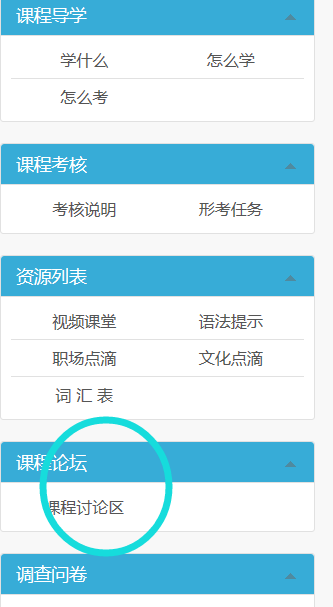 课程导学
学什么 怎么学
怎么考
课程考核
考核说明 形考任务
资源列表
视频课堂 语法提示
职场点滴 文化点滴
词 汇 表
课程论坛
课程讨论区
调查问卷